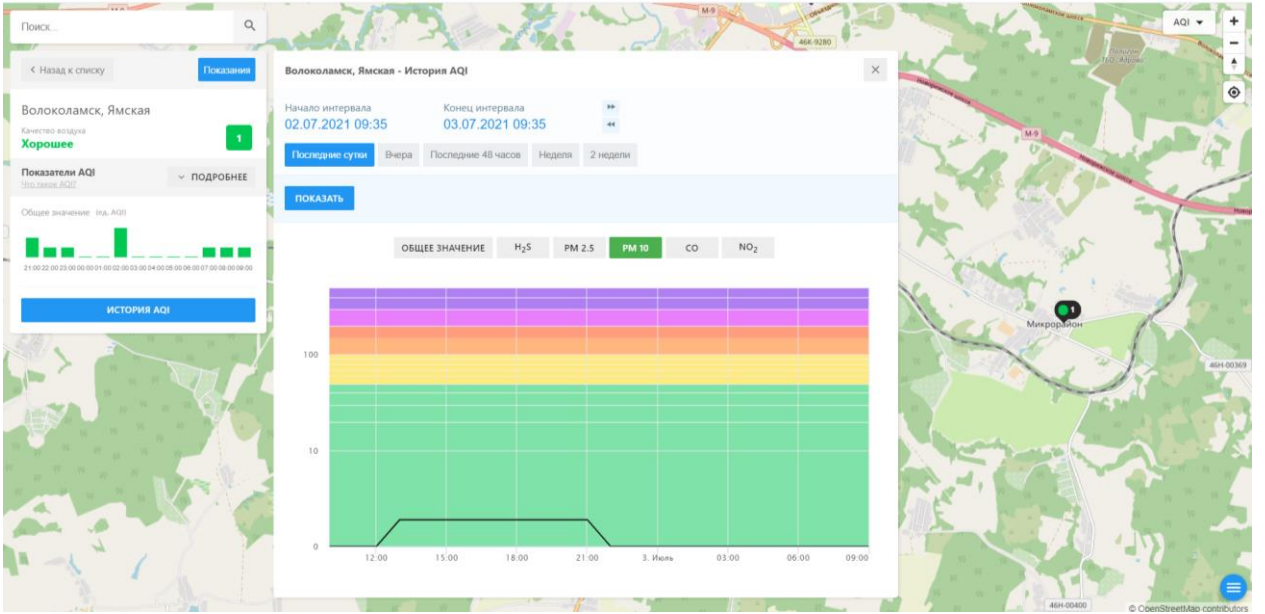 Поиск...
M-9
46К-9280
AQI
+
−
< Назад к списку
Показания
Волоколамск, Ямская - История AQI
Волоколамск, Ямская
Качество воздуха
Хорошее
1
Начало интервала
Конец интервала
02.07.2021 09:35
03.07.2021 09:35
M-9
Последние сутки
Вчера
Последние 48 часов
Неделя
2 недели
Показатели AQI
Что такое AQI?
ПОДРОБНЕЕ
ПОКАЗАТЬ
Общее значение (ед. AQI)
ОБЩЕЕ ЗНАЧЕНИЕ
H₂S
PM 2.5
PM 10
CO
NO₂
21:00 22:00 23:00 00:00 01:00 02:00 03:00 04:00 05:00 06:00 07:00 08:00 09:00
ИСТОРИЯ AQI
1
Микрорайон
100
46Н-00369
10
0
12:00
15:00
18:00
21:00
3. Июль
03:00
06:00
09:00
46Н-00400
© OpenStreetMap contributors